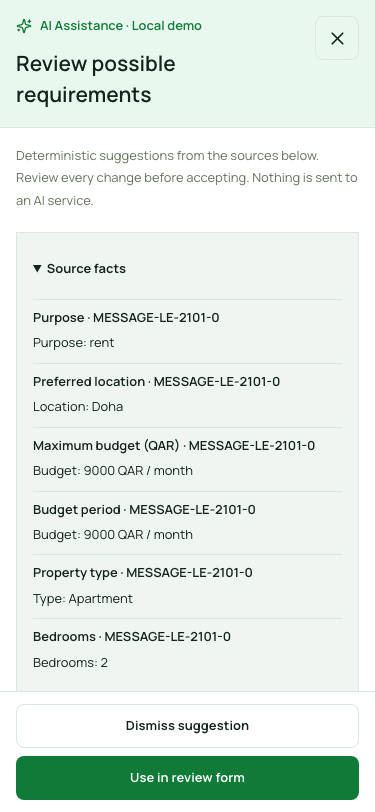 AI Assistance · Local demo
Review possible
requirements
Deterministic suggestions from the sources below.
Review every change before accepting. Nothing is sent to
an AI service.
Source facts
Purpose · MESSAGE-LE-2101-0
Purpose: rent
Preferred location · MESSAGE-LE-2101-0
Location: Doha
Maximum budget (QAR) · MESSAGE-LE-2101-0
Budget: 9000 QAR / month
Budget period · MESSAGE-LE-2101-0
Budget: 9000 QAR / month
Property type · MESSAGE-LE-2101-0
Type: Apartment
Bedrooms · MESSAGE-LE-2101-0
Bedrooms: 2
Dismiss suggestion
Use in review form